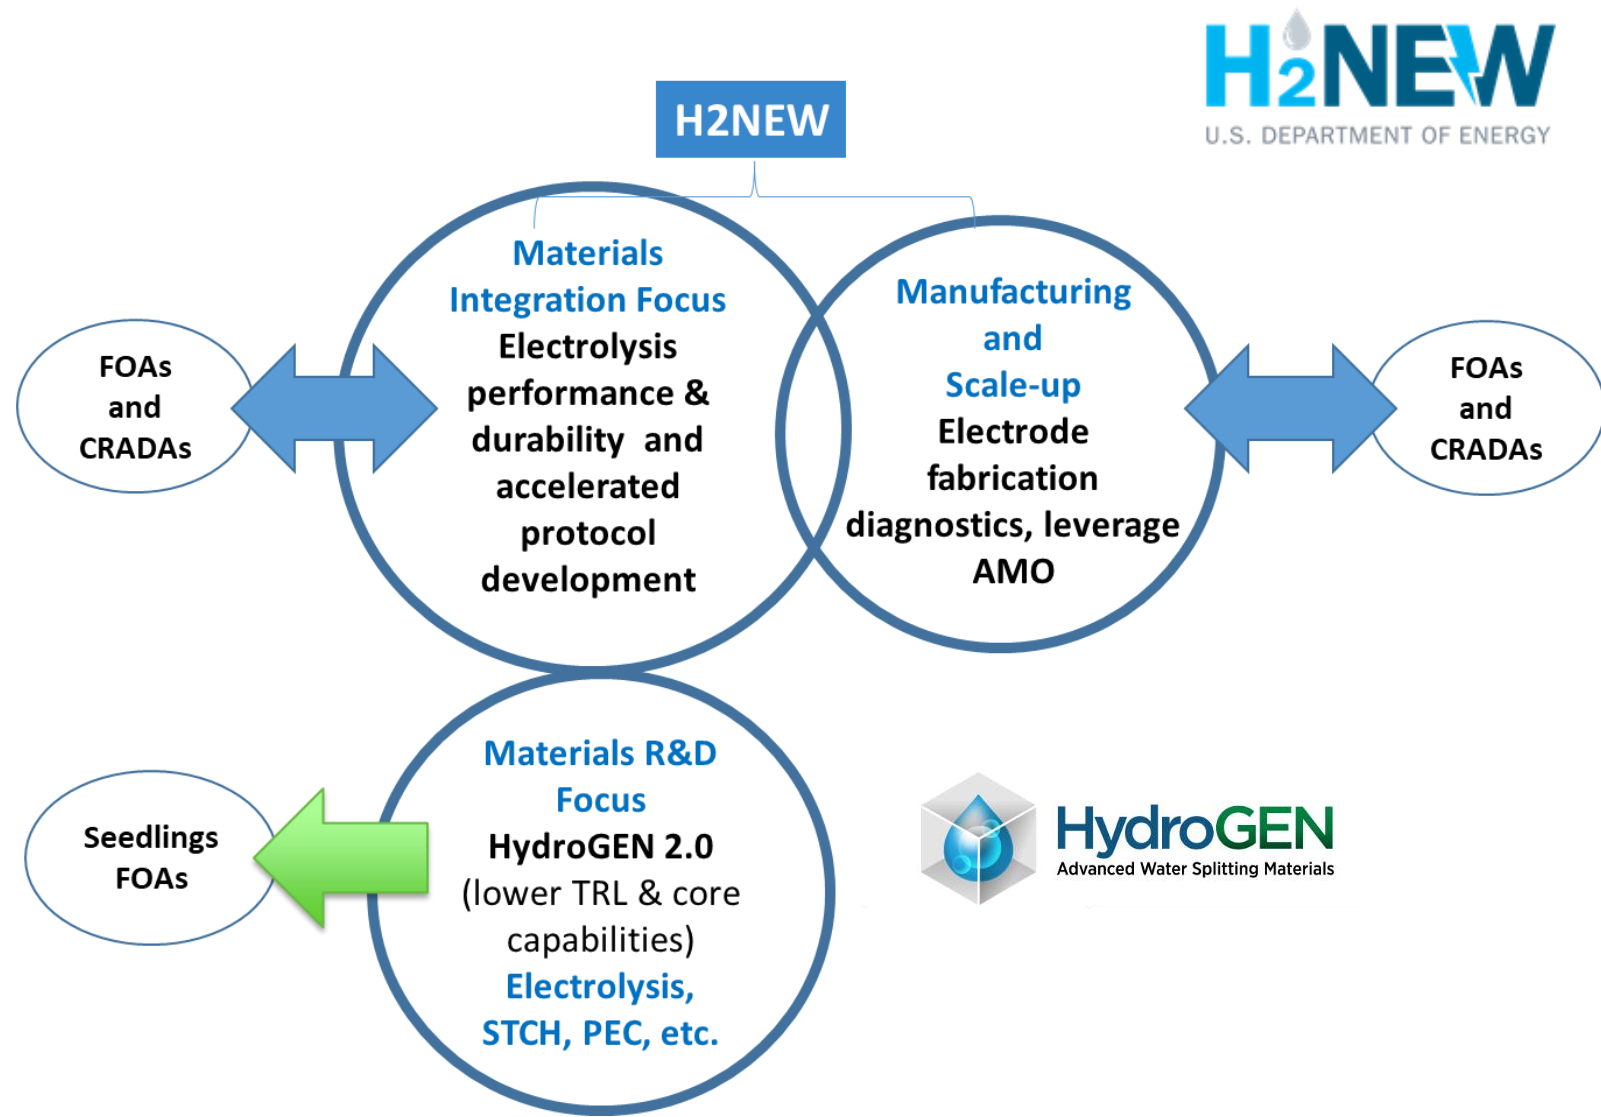 H2NEW
U.S. DEPARTMENT OF ENERGY
H2NEW
Materials
Integration Focus
Electrolysis
performance &
durability and
accelerated
protocol
development
Manufacturing
and
Scale-up
Electrode
fabrication
diagnostics, leverage
AMO
FOAs
and
CRADAs
FOAs
and
CRADAs
Materials R&D
Focus
HydroGEN 2.0
(lower TRL & core
capabilities)
Electrolysis,
STCH, PEC, etc.
Seedlings
FOAs
HydroGEN
Advanced Water Splitting Materials